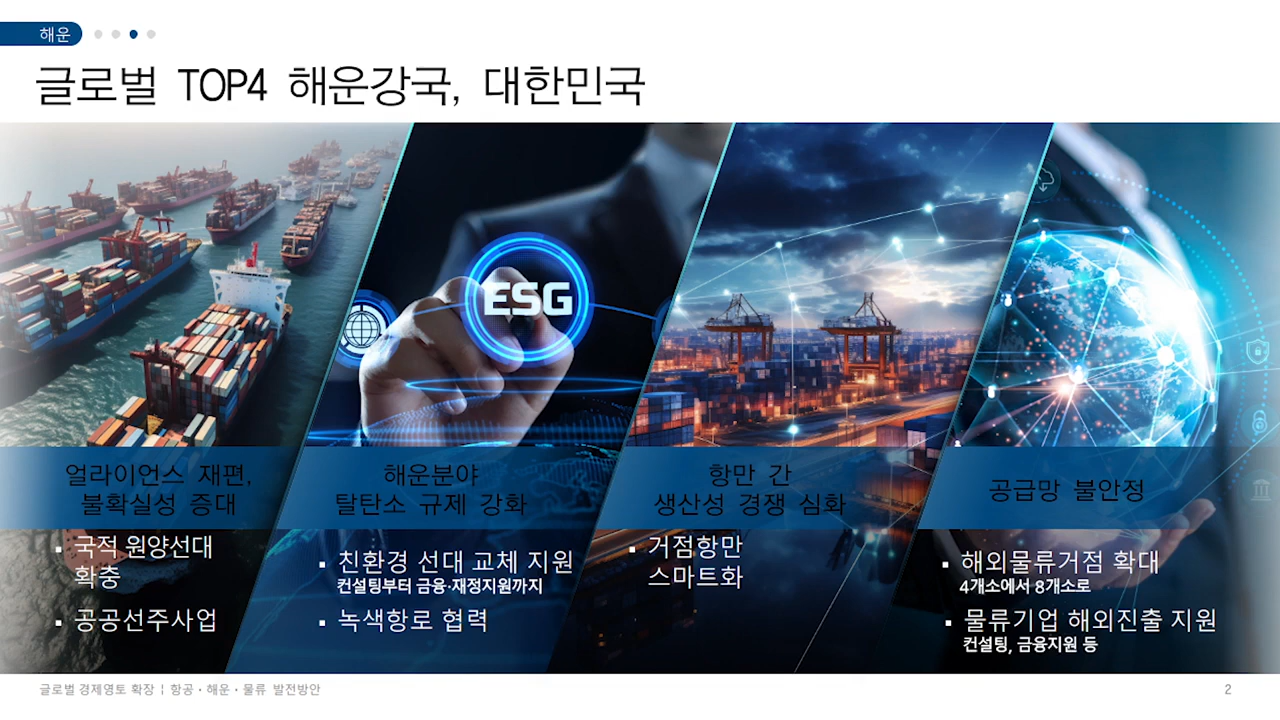 해운
글로벌 TOP4 해운강국, 대한민국
ESG
얼라이언스 재편,
불확실성 증대
▪ 국적 원양선대
확충
▪ 공공선주사업
해운분야
탈탄소 규제 강화
▪ 친환경 선대 교체 지원
컨설팅부터 금융·재정지원까지
▪ 녹색항로 협력
항만 간
생산성 경쟁 심화
▪ 거점항만
스마트화
공급망 불안정
▪ 해외물류거점 확대
4개소에서 8개소로
▪ 물류기업 해외진출 지원
컨설팅, 금융지원 등
글로벌 경제영토 확장 ¦ 항공·해운·물류 발전방안
2